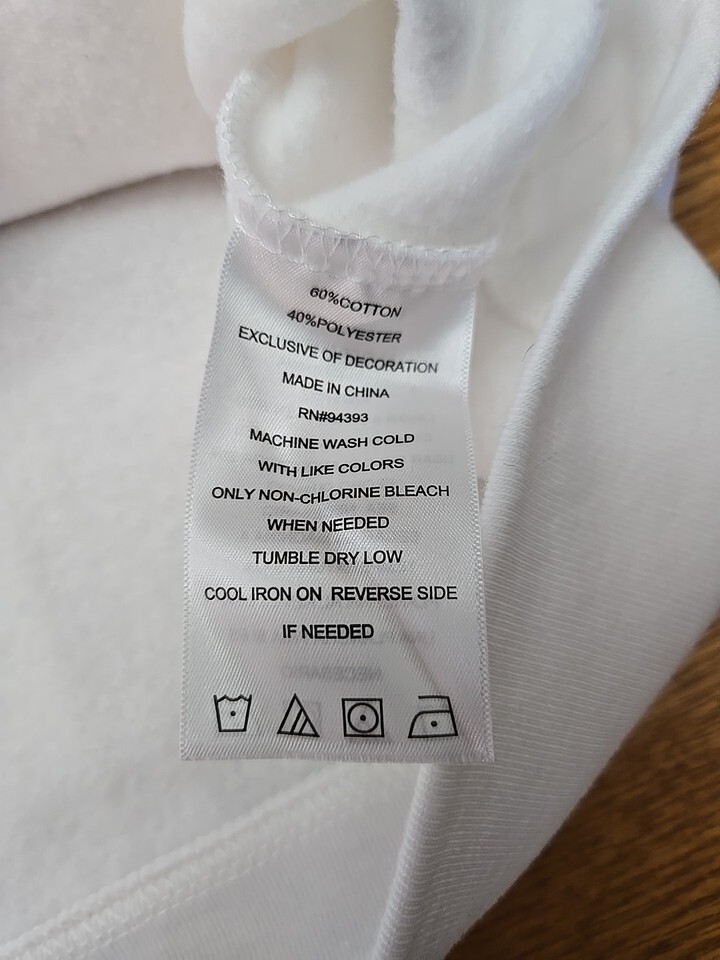 60%COTTON
40%POLYESTER
EXCLUSIVE OF DECORATION
MADE IN CHINA
RN#94393
MACHINE WASH COLD
WITH LIKE COLORS
ONLY NON-CHLORINE BLEACH
WHEN NEEDED
TUMBLE DRY LOW
COOL IRON ON REVERSE SIDE
IF NEEDED